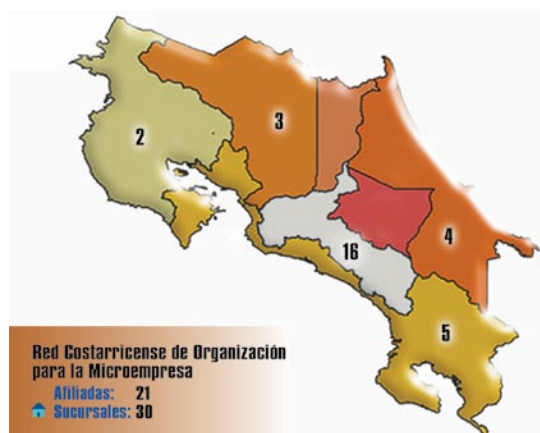 3
2
4
16
5
Red Costarricense de Organización
para la Microempresa
Afiliadas: 21
Sucursales: 30